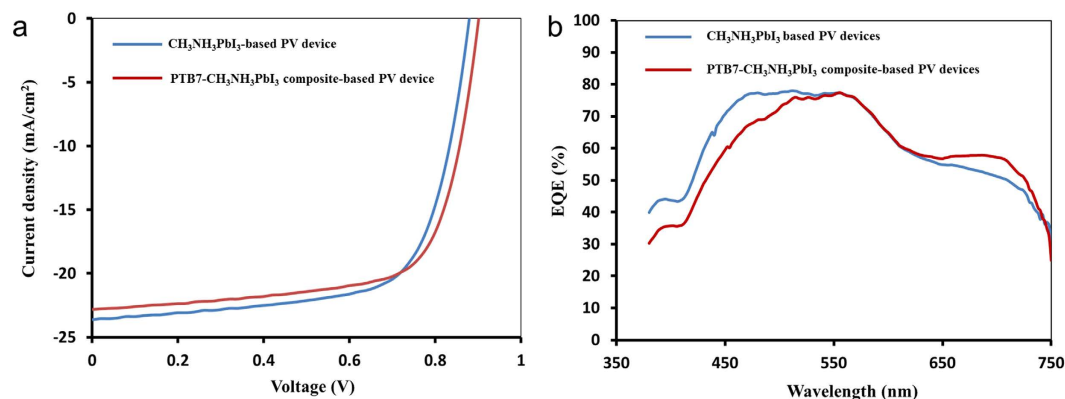 a
CH₃NH₃PbI₃-based PV device
PTB7-CH₃NH₃PbI₃ composite-based PV device
0
-5
-10
-15
-20
-25
Current density (mA/cm²)
0 0.2 0.4 0.6 0.8 1
Voltage (V)
b
CH₃NH₃PbI₃ based PV devices
PTB7-CH₃NH₃PbI₃ composite-based PV devices
100
90
80
70
60
50
40
30
20
10
0
EQE (%)
350 450 550 650 750
Wavelength (nm)